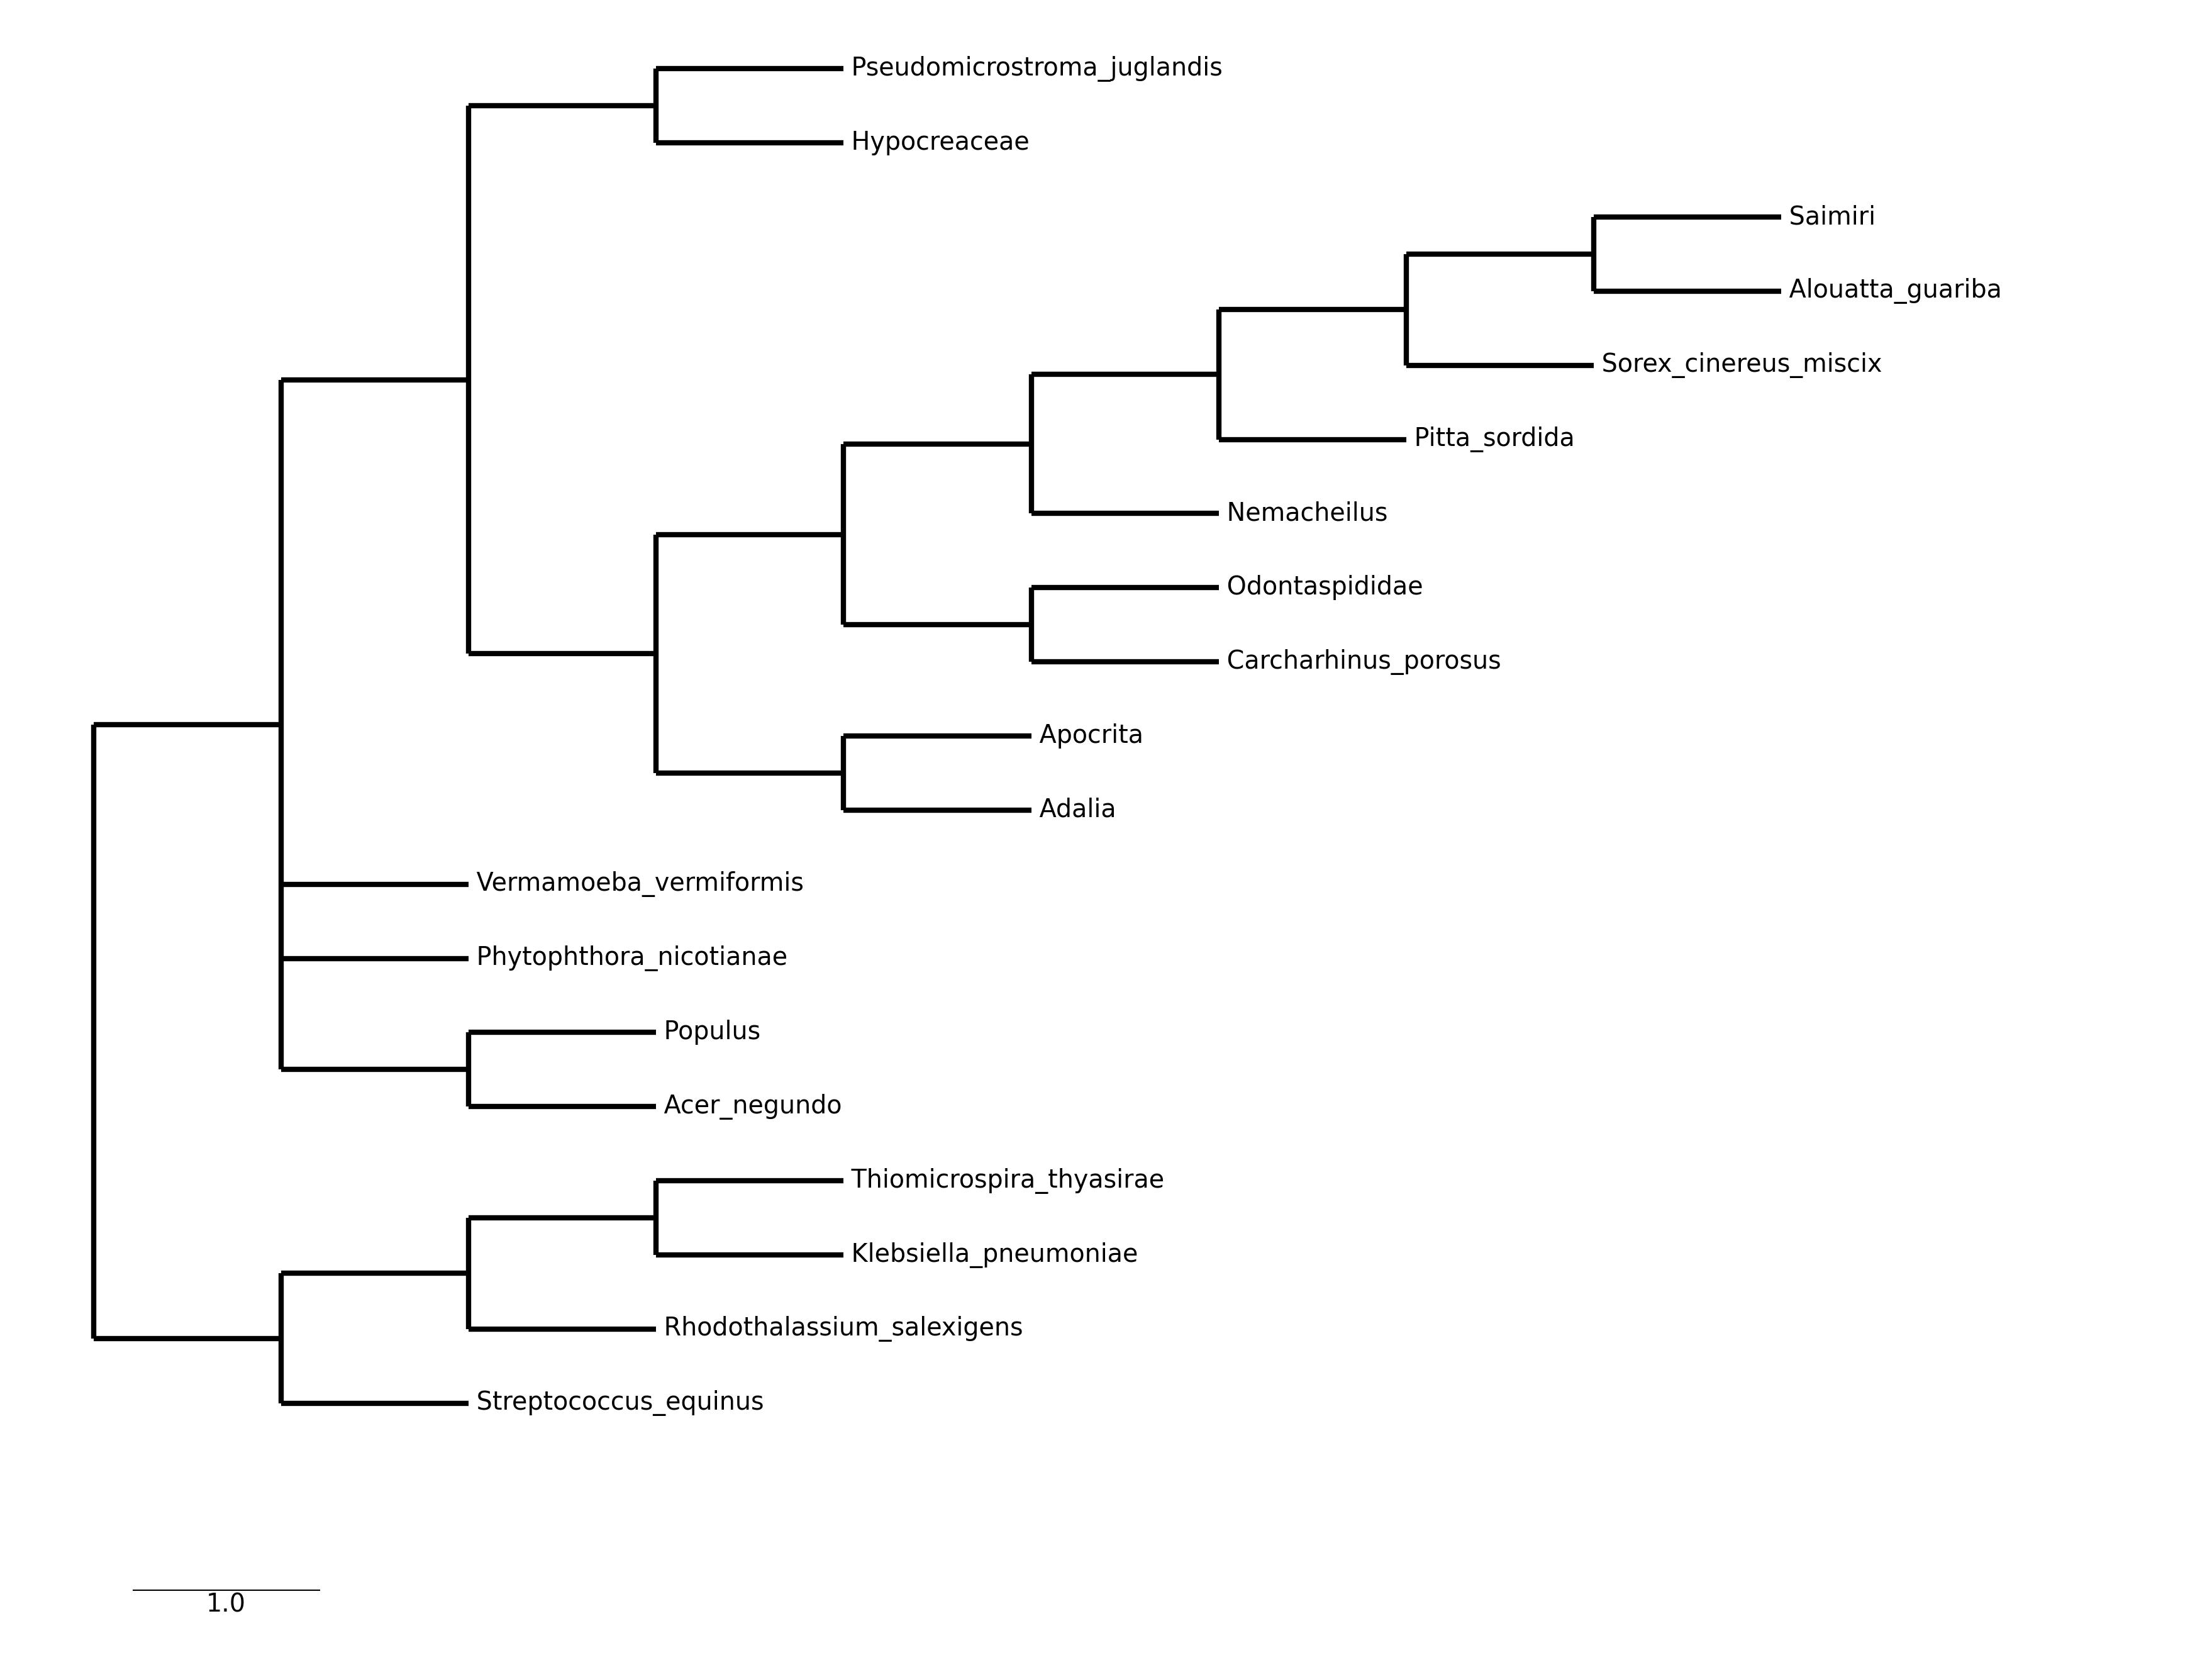 Pseudomicrostroma_juglandis
Hypocreaceae
Saimiri
Alouatta_guariba
Sorex_cinereus_miscix
Pitta_sordida
Nemacheilus
Odontaspididae
Carcharhinus_porosus
Apocrita
Adalia
Vermamoeba_vermiformis
Phytophthora_nicotianae
Populus
Acer_negundo
Thiomicrospira_thyasirae
Klebsiella_pneumoniae
Rhodothalassium_salexigens
Streptococcus_equinus
1.0